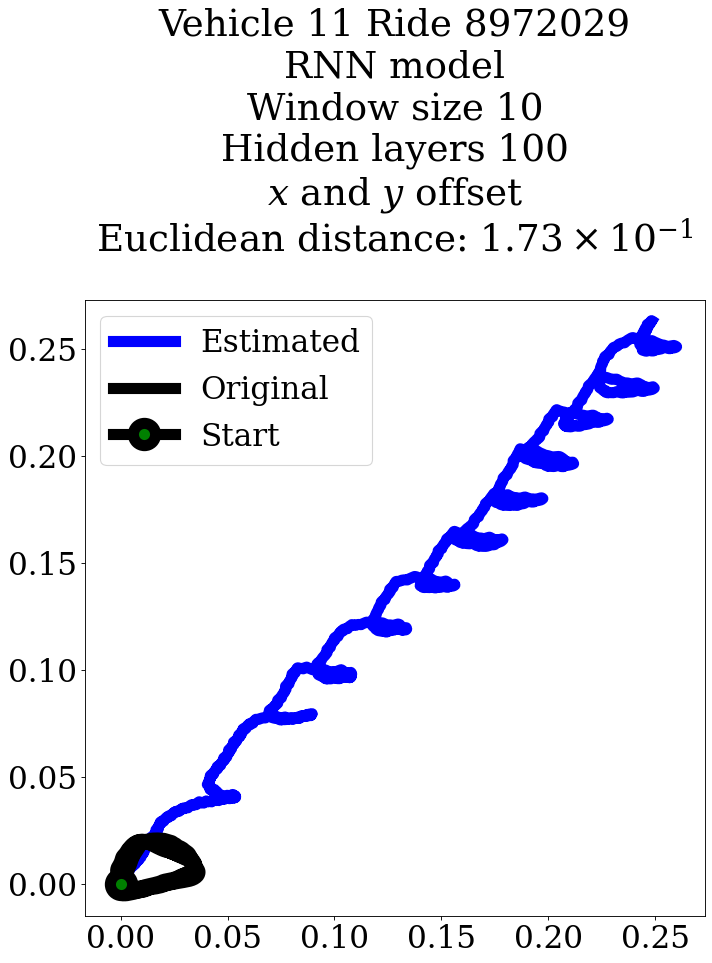 Vehicle 11 Ride 8972029
RNN model
Window size 10
Hidden layers 100
x and y offset
Euclidean distance: 1.73 × 10⁻¹
Estimated
Original
Start
0.25
0.20
0.15
0.10
0.05
0.00
0.00 0.05 0.10 0.15 0.20 0.25